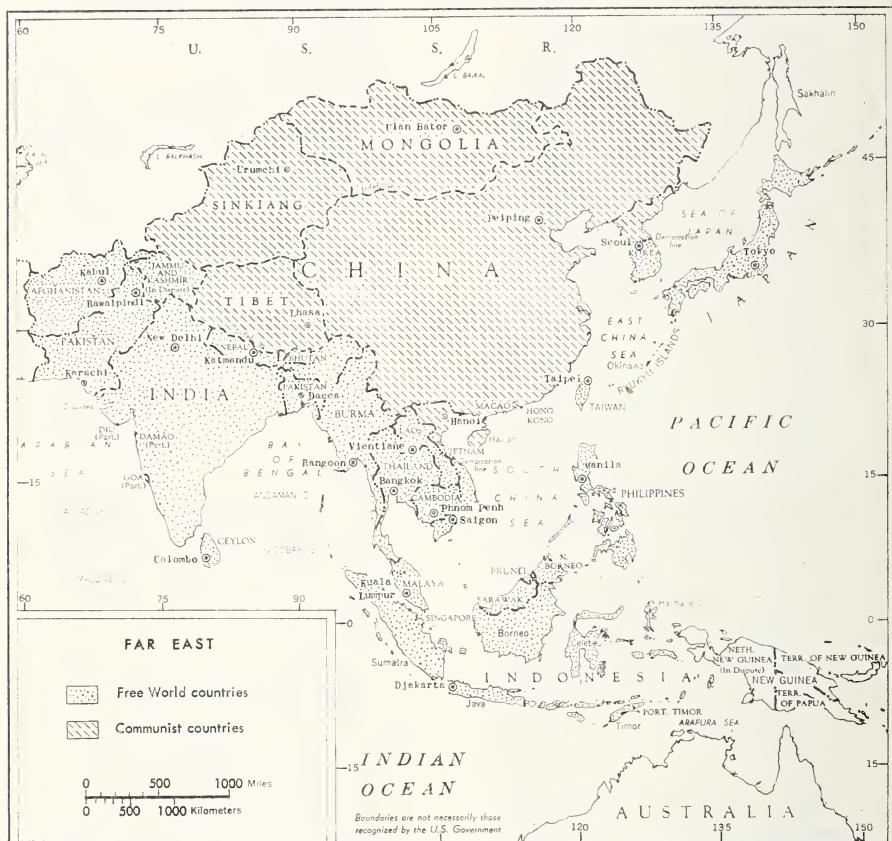 60 75 90 105 120 135 150
U. S. S. R.
L. BAIKAL
Sakhalin
L. BALKHASH
Ulan Bator
MONGOLIA
45
Urumchi
SINKIANG
Peiping
SEA OF
JAPAN
Seoul
Demarcation
line
KOREA
Tokyo
JAPAN
Kabul
AFGHANISTAN
JAMMU
AND
KASHMIR
(In Dispute)
Rawalpindi
CHINA
TIBET
Lhasa
30
EAST
CHINA
SEA
Okinawa
RYUKYU ISLANDS
PAKISTAN
New Delhi
NEPAL
Katmandu
BHUTAN
Karachi
INDIA
PAKISTAN
Dacca
Taipei
TAIWAN
BURMA
MACAO
HONG
KONG
Hanoi
Hainan
PACIFIC
OCEAN
DIU
(Port.)
DAMÃO
(Port.)
ARABIAN
SEA
BAY
OF
BENGAL
LAOS
Vientiane
VIETNAM
Demarcation
line
GOA
(Port.)
Rangoon
THAILAND
Bangkok
SOUTH
CHINA
SEA
Manila
15 15
ANDAMAN
CAMBODIA
Phnom Penh
Saigon
PHILIPPINES
CEYLON
Colombo
N.
BORNEO
BRUNEI
Kuala
Lumpur
MALAYA
SARAWAK
SINGAPORE
60 75 90
0 0
FAR EAST
Free World countries
Communist countries
0 500 1000 Miles
0 500 1000 Kilometers
Borneo
Celebes
Sumatra
INDONESIA
NETH.
NEW GUINEA
(In Dispute)
TERR. OF NEW GUINEA
NEW GUINEA
TERR.
OF PAPUA
Djakarta
Java
PORT. TIMOR
Timor
ARAFURA SEA
15 15
INDIAN
OCEAN
AUSTRALIA
Boundaries are not necessarily those
recognized by the U.S. Government
120 135 150